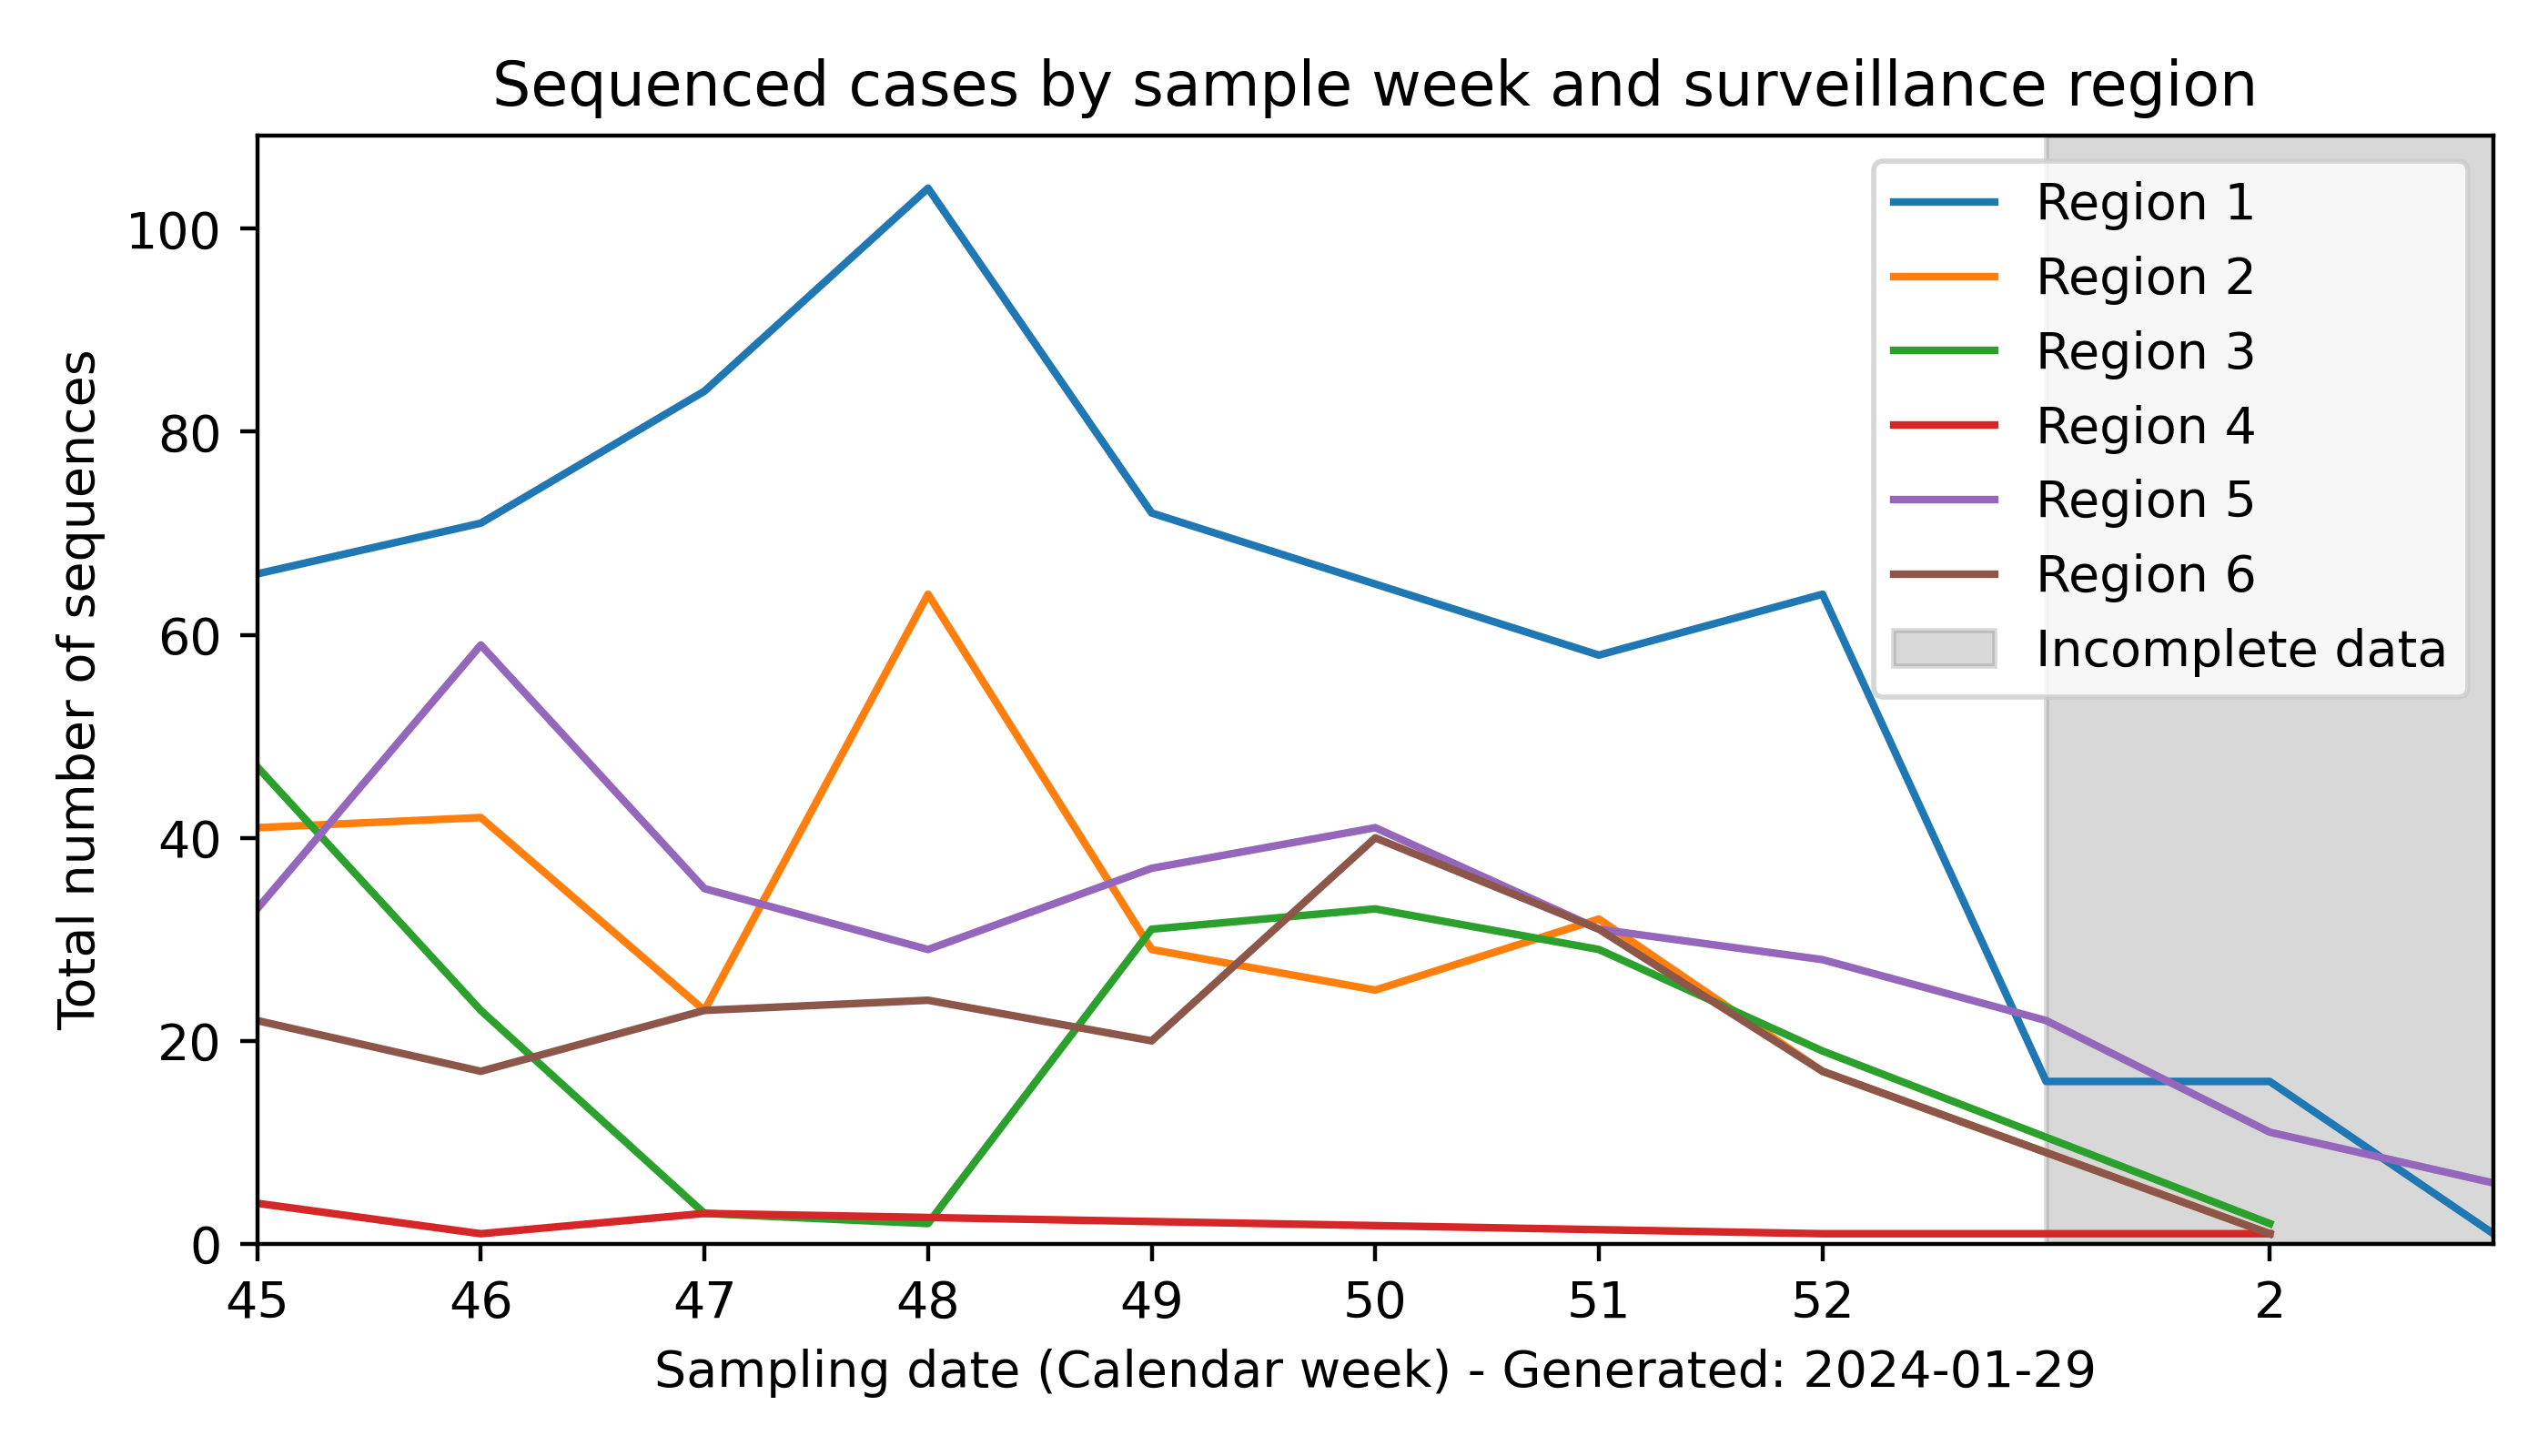 Sequenced cases by sample week and surveillance region
Total number of sequences
100
80
60
40
20
0
45 46 47 48 49 50 51 52 2
Sampling date (Calendar week) - Generated: 2024-01-29
Region 1
Region 2
Region 3
Region 4
Region 5
Region 6
Incomplete data